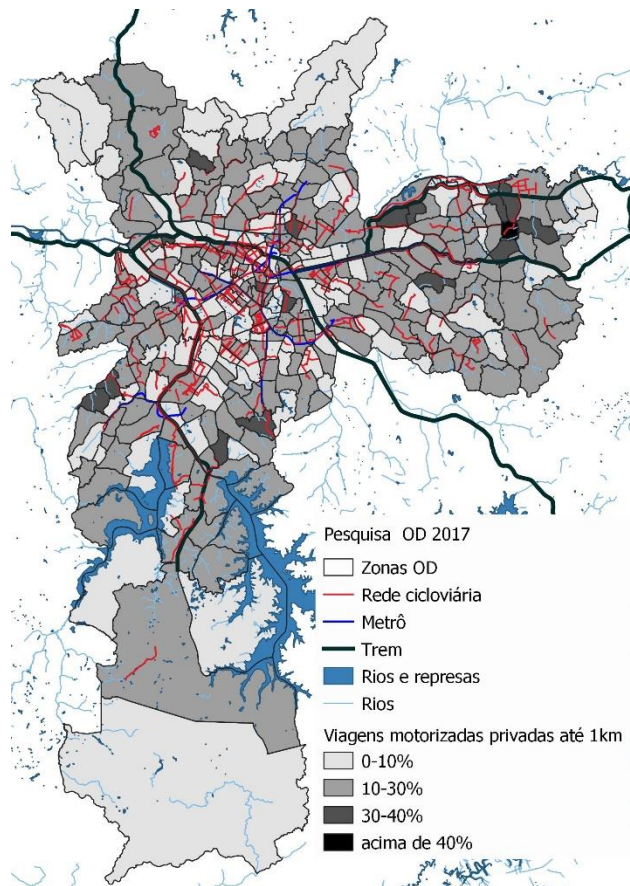 Pesquisa OD 2017
Zonas OD
Rede cicloviária
Metrô
Trem
Rios e represas
Rios
Viagens motorizadas privadas até 1km
0-10%
10-30%
30-40%
acima de 40%